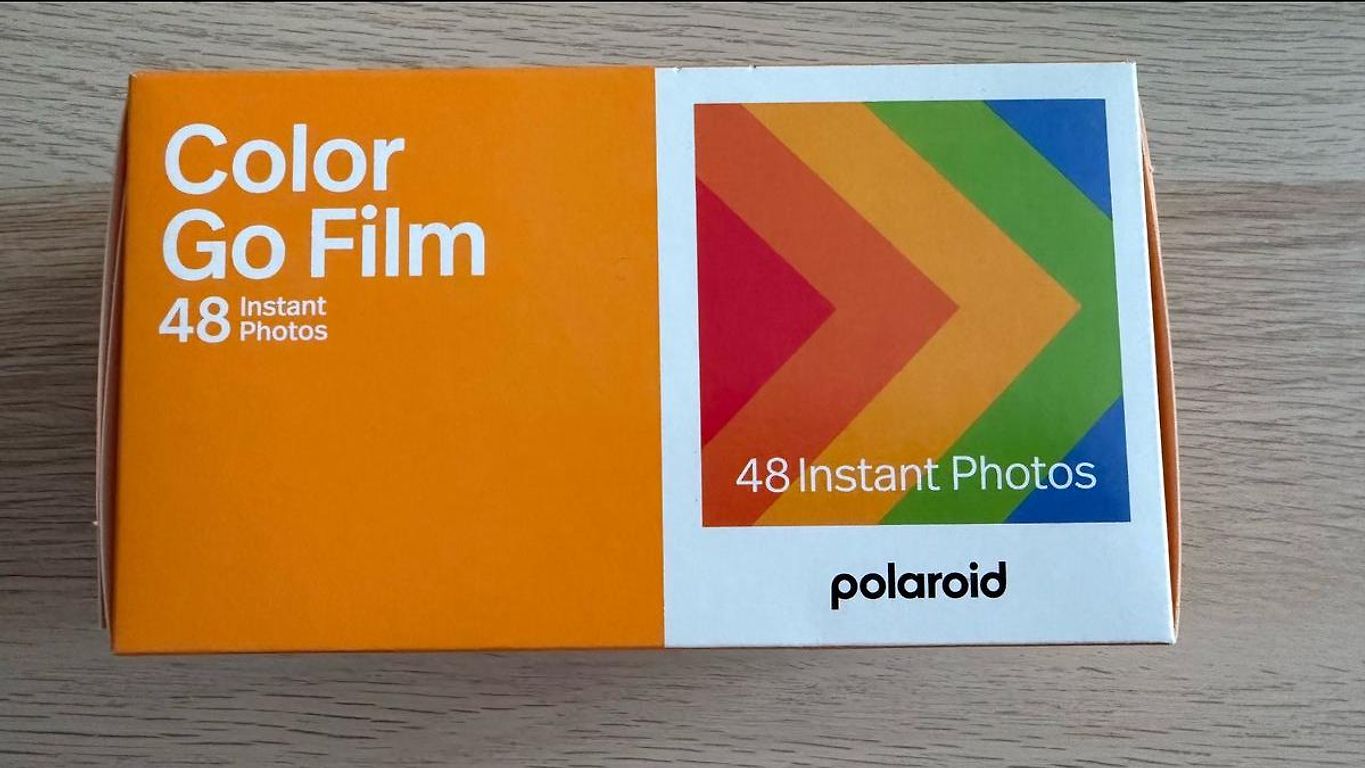 Color
Go Film
48 Instant
Photos
48 Instant Photos
polaroid